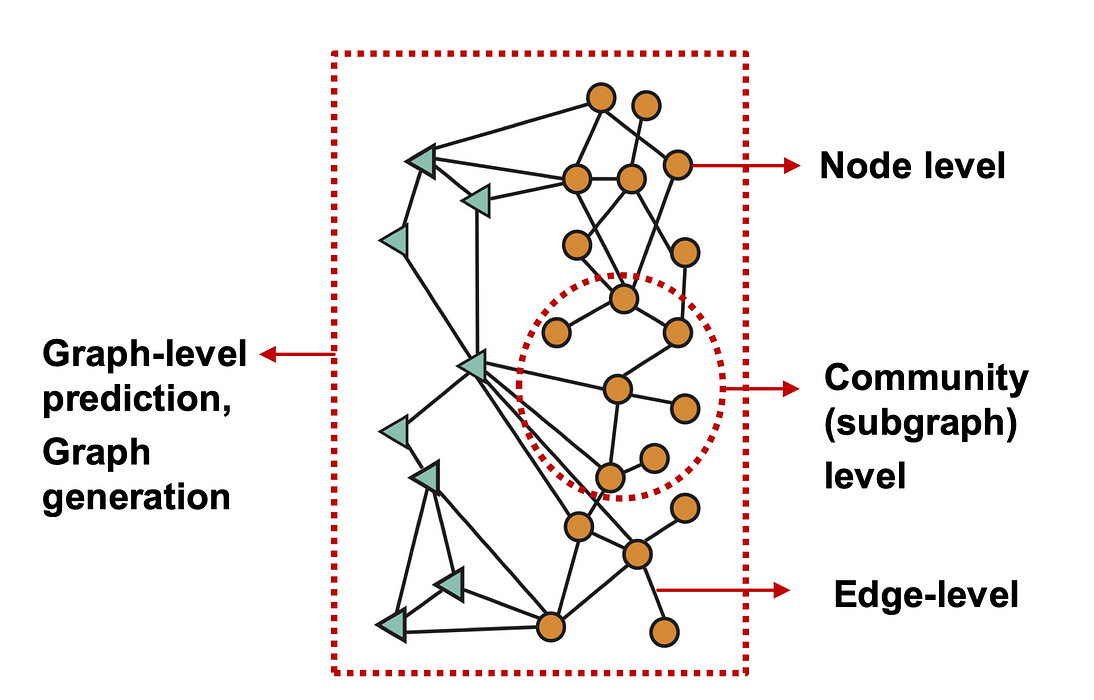 Node level
Graph-level
prediction,
Graph
generation
Community
(subgraph)
level
Edge-level